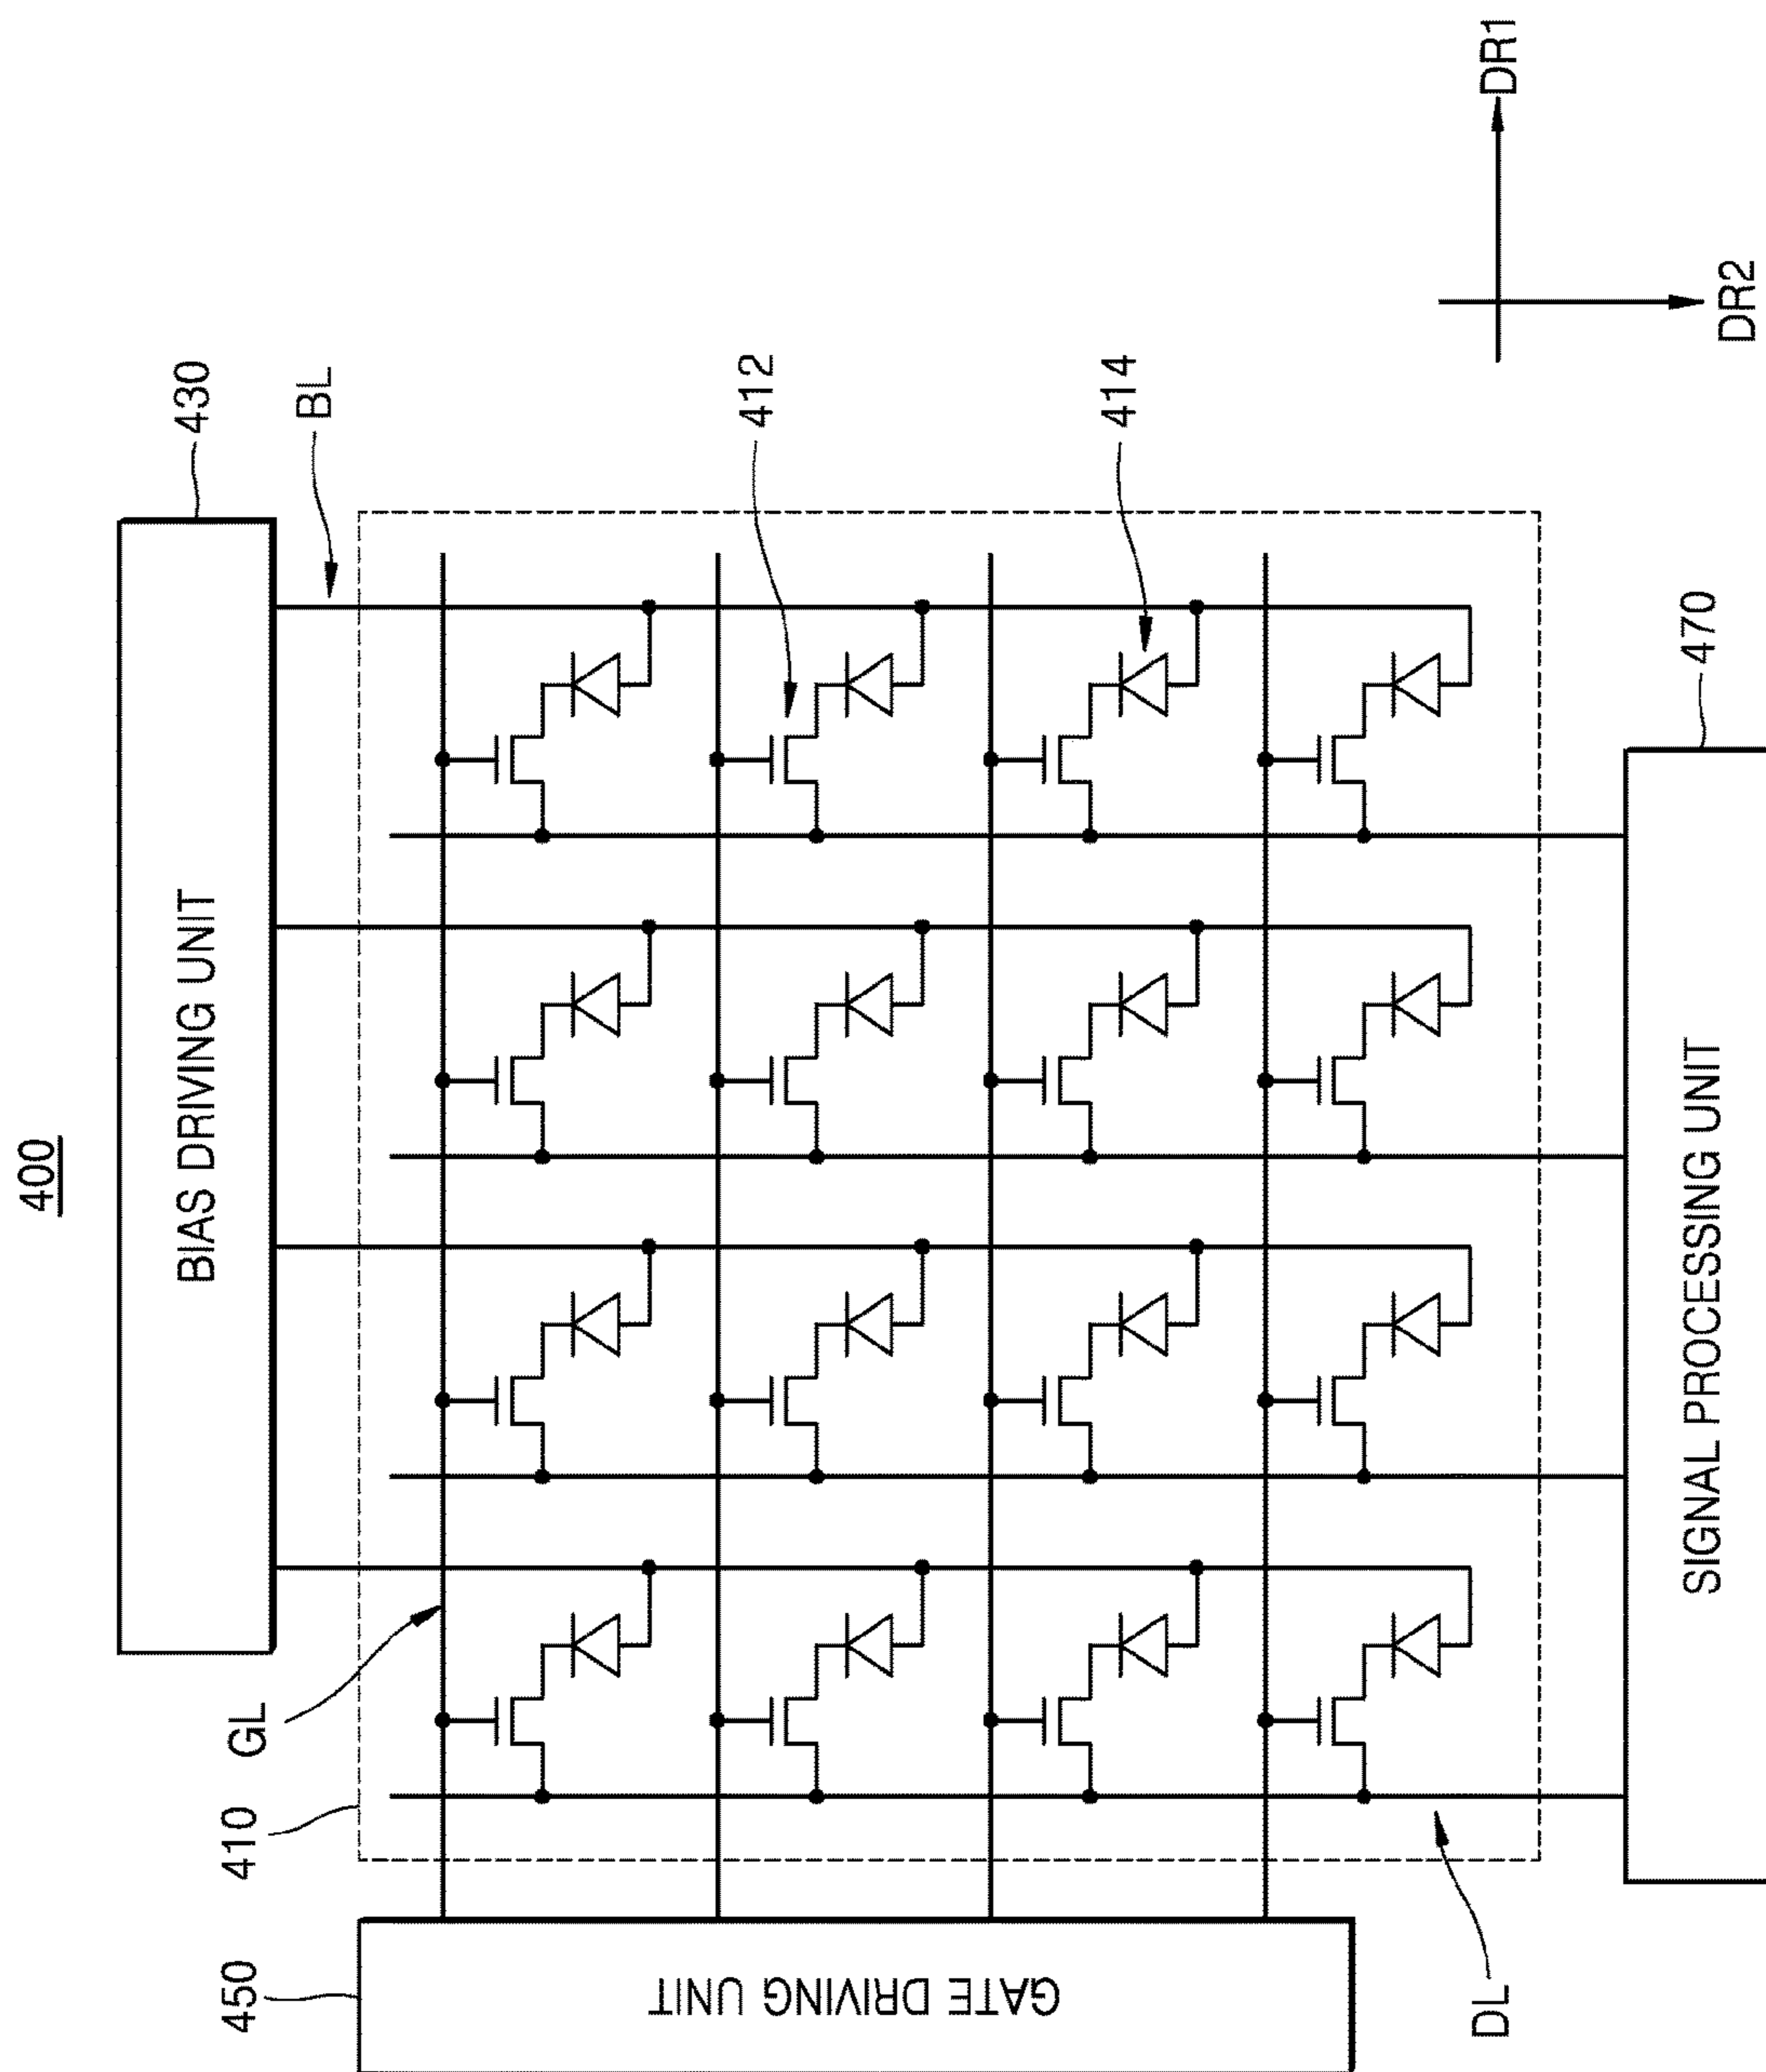 400
BIAS DRIVING UNIT
430
BL
GL
410
412
414
450
GATE DRIVING UNIT
DL
470
SIGNAL PROCESSING UNIT
DR1
DR2